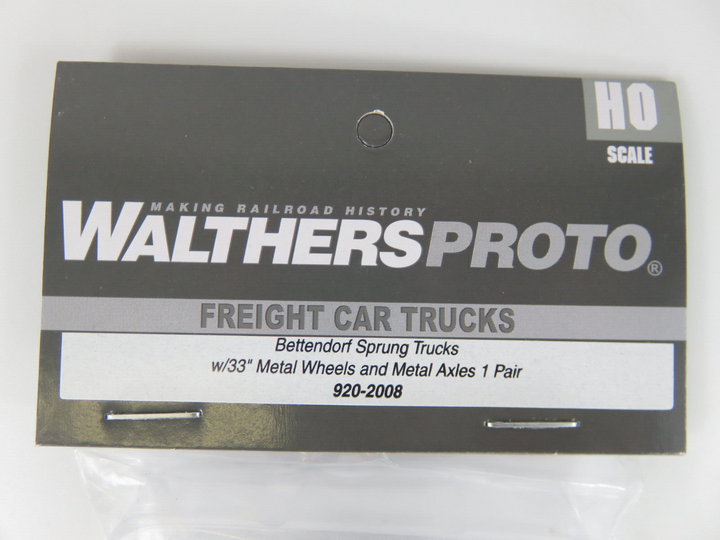 HO
SCALE
MAKING RAILROAD HISTORY
WALTHERSPROTO®
FREIGHT CAR TRUCKS
Bettendorf Sprung Trucks
w/33" Metal Wheels and Metal Axles 1 Pair
920-2008